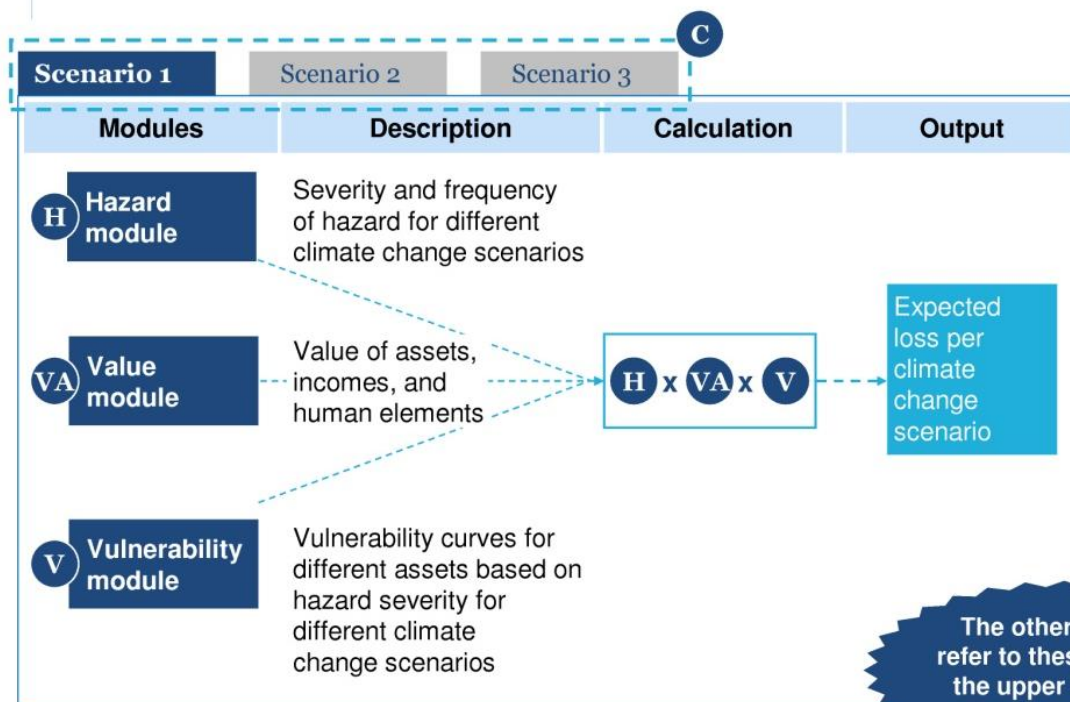 C
Scenario 1
Scenario 2
Scenario 3
Modules
Description
Calculation
Output
H
Hazard
module
Severity and frequency
of hazard for different
climate change scenarios
VA
Value
module
Value of assets,
incomes, and
human elements
H x VA x V
Expected
loss per
climate
change
scenario
V
Vulnerability
module
Vulnerability curves for
different assets based on
hazard severity for
different climate
change scenarios
The other
refer to
the upper